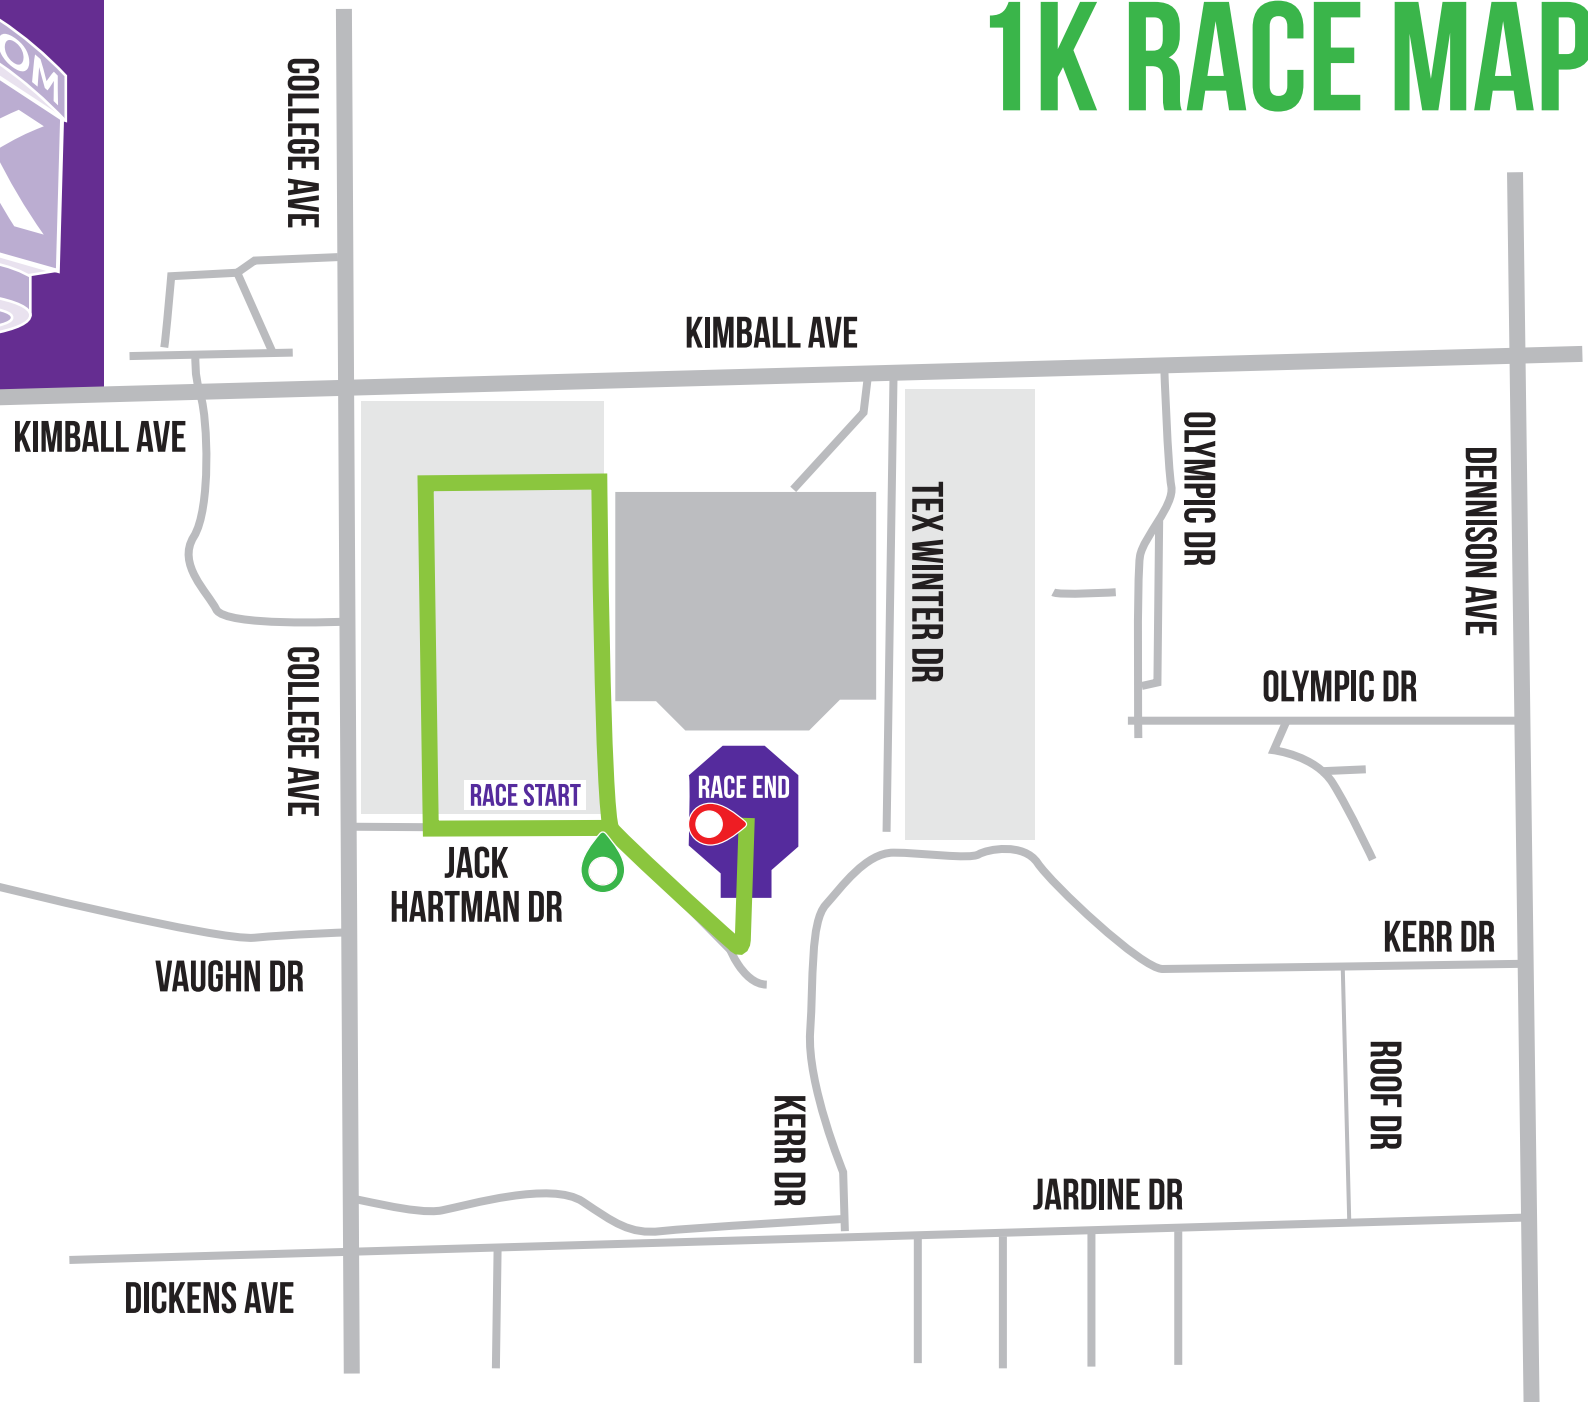 1K RACE MAP
OM
K
COLLEGE AVE
KIMBALL AVE
KIMBALL AVE
OLYMPIC DR
DENNISON AVE
TEX WINTER DR
COLLEGE AVE
OLYMPIC DR
RACE START
RACE END
JACK
HARTMAN DR
KERR DR
VAUGHN DR
ROOF DR
KERR DR
JARDINE DR
DICKENS AVE